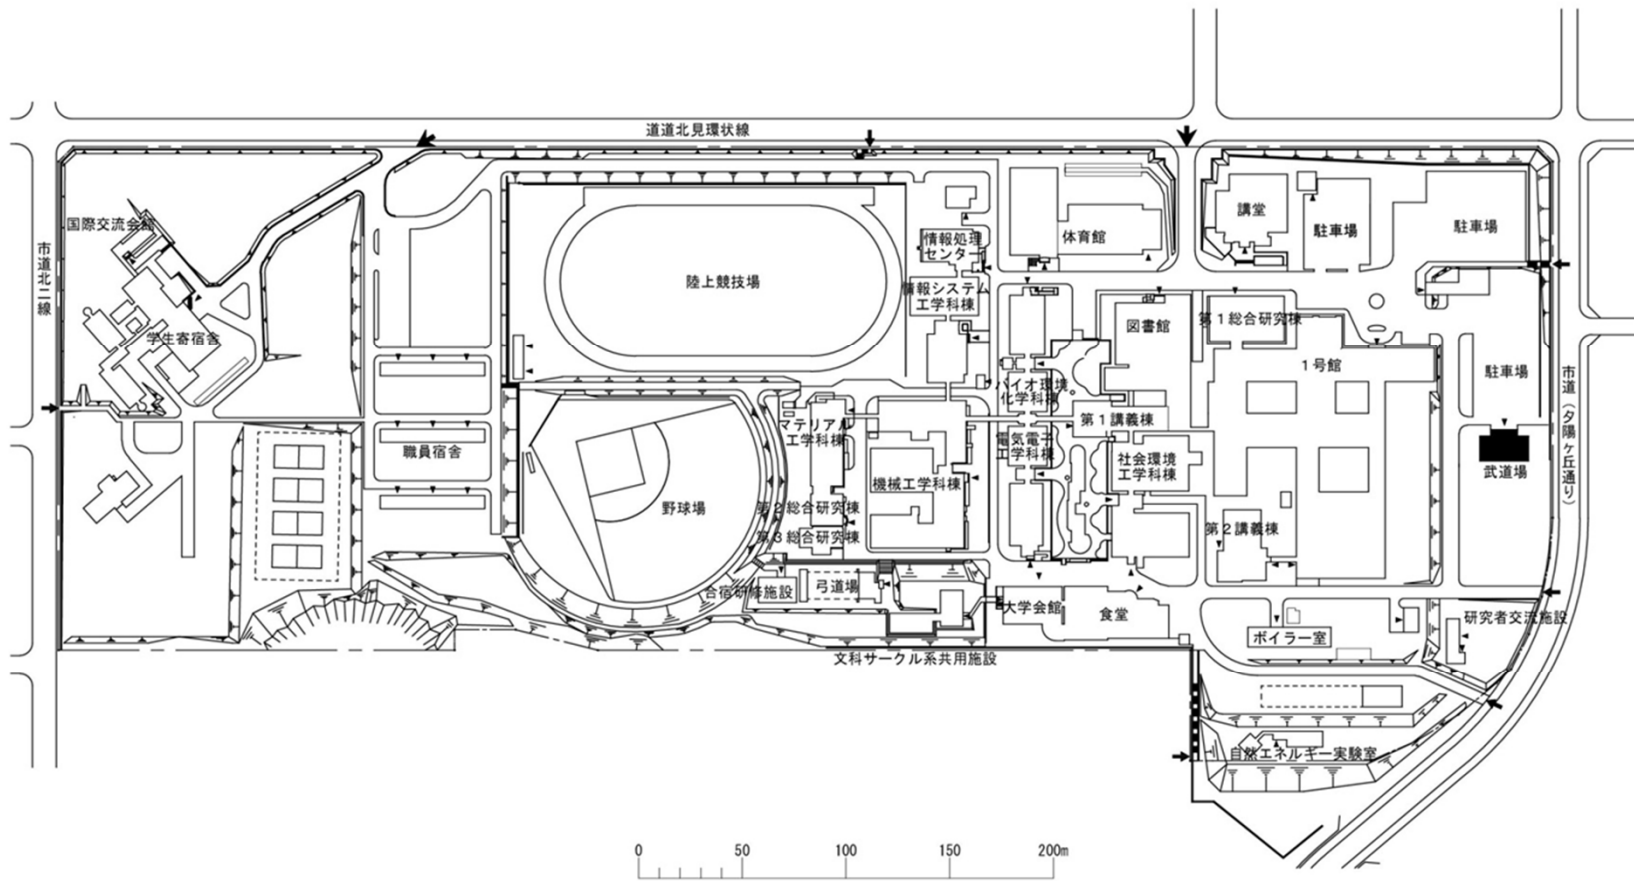 道道北見環状線
国際交流会館
市道北二線
学生寄宿舎
職員宿舎
陸上競技場
野球場
情報処理
センター
情報システム
工学科棟
体育館
講堂
駐車場
駐車場
図書館
第1総合研究棟
1号館
駐車場
市道(夕陽ヶ丘通り)
バイオ環境
化学科棟
第1講義棟
マテリアル
工学科棟
電気電子
工学科棟
社会環境
工学科棟
武道場
機械工学科棟
第2総合研究棟
第3総合研究棟
第2講義棟
合宿研修施設
弓道場
大学会館
食堂
研究者交流施設
ボイラー室
文科サークル系共用施設
自然エネルギー実験室
0 50 100 150 200m